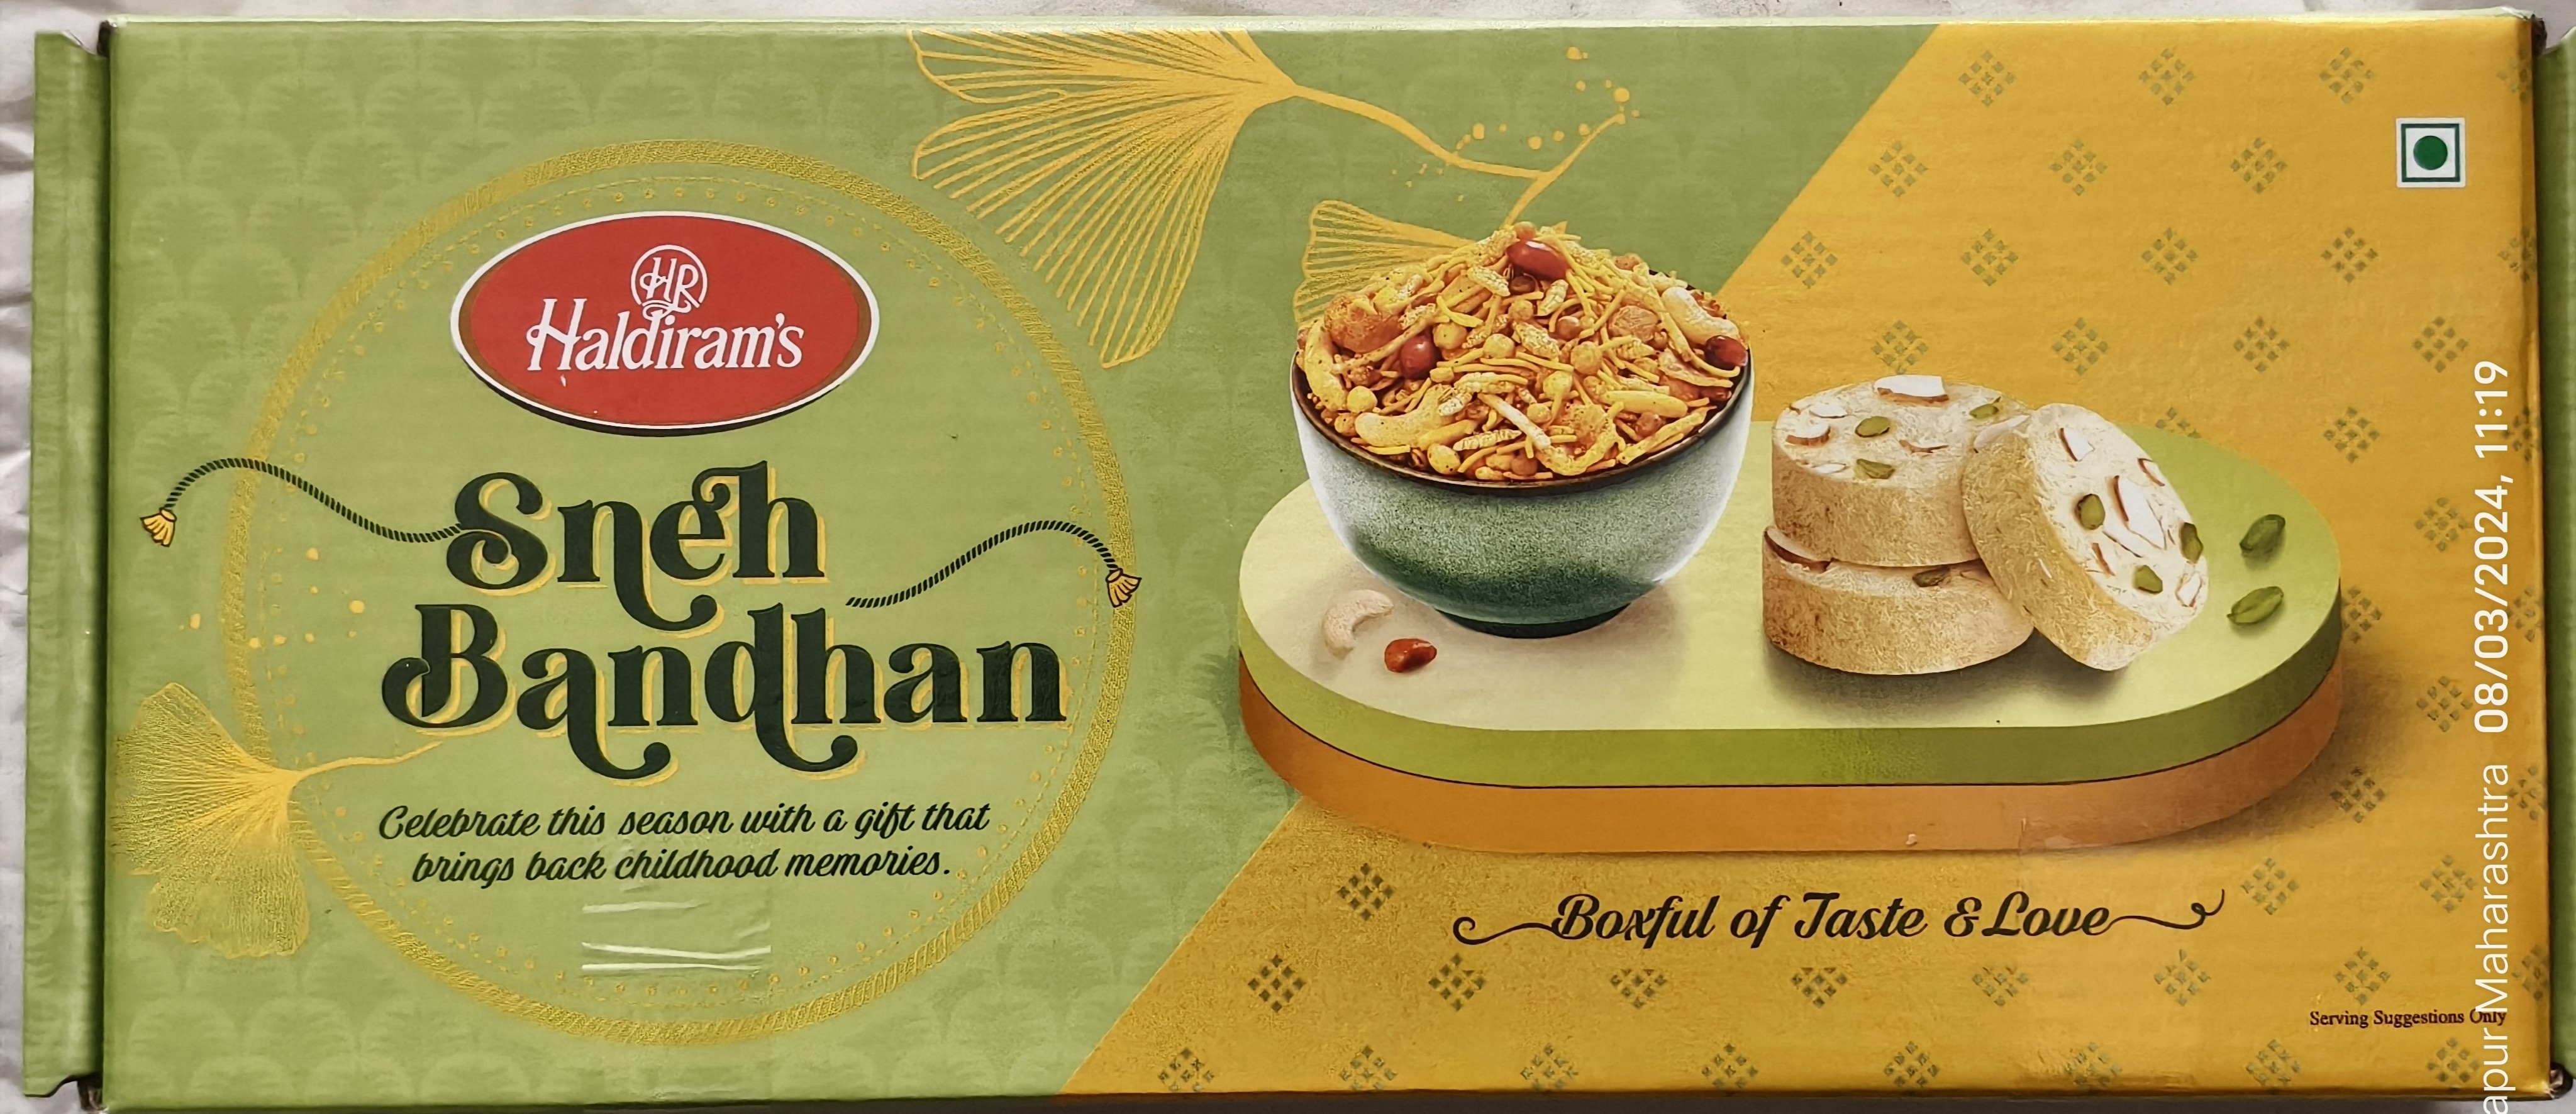 HR
Haldiram's
Sneh
Bandhan
Celebrate this season with a gift that
brings back childhood memories.
Boxful of Taste & Love
Serving Suggestions Only
Maharashtra 08/03/2024, 11:19